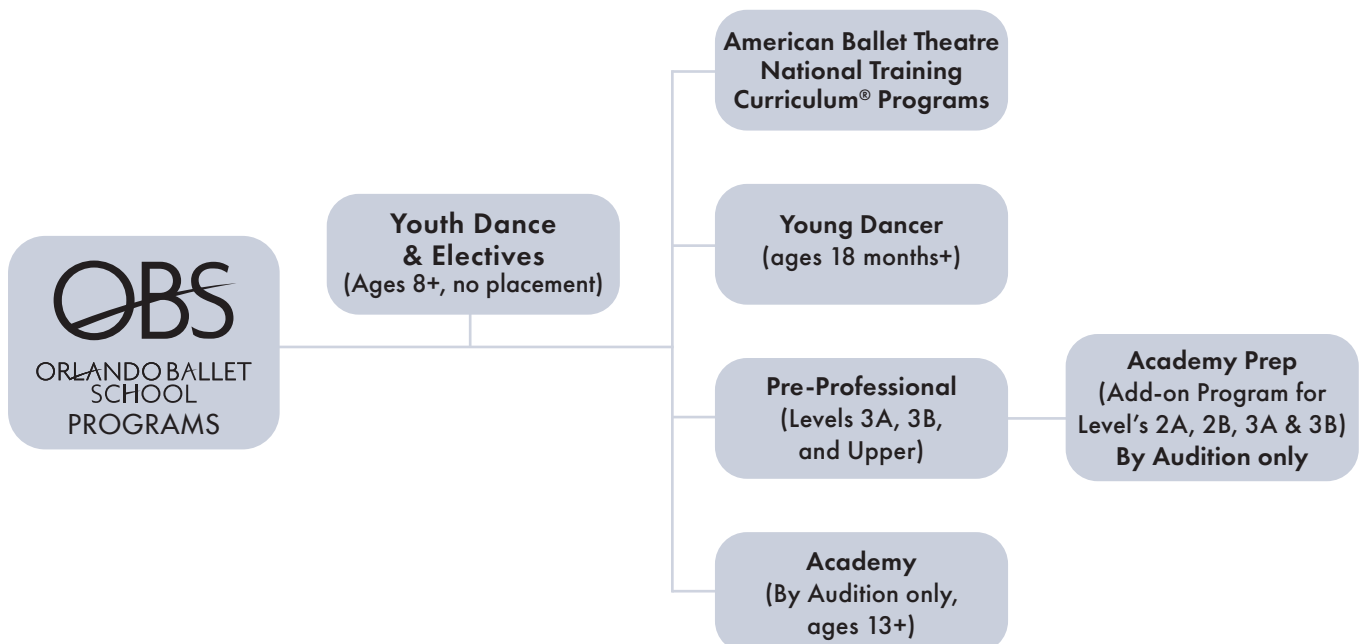 OBS
ORLANDO BALLET
SCHOOL
PROGRAMS
Youth Dance
& Electives
(Ages 8+, no placement)
American Ballet Theatre
National Training
Curriculum® Programs
Young Dancer
(ages 18 months+)
Pre-Professional
(Levels 3A, 3B,
and Upper)
Academy Prep
(Add-on Program for
Level’s 2A, 2B, 3A & 3B)
By Audition only
Academy
(By Audition only,
ages 13+)